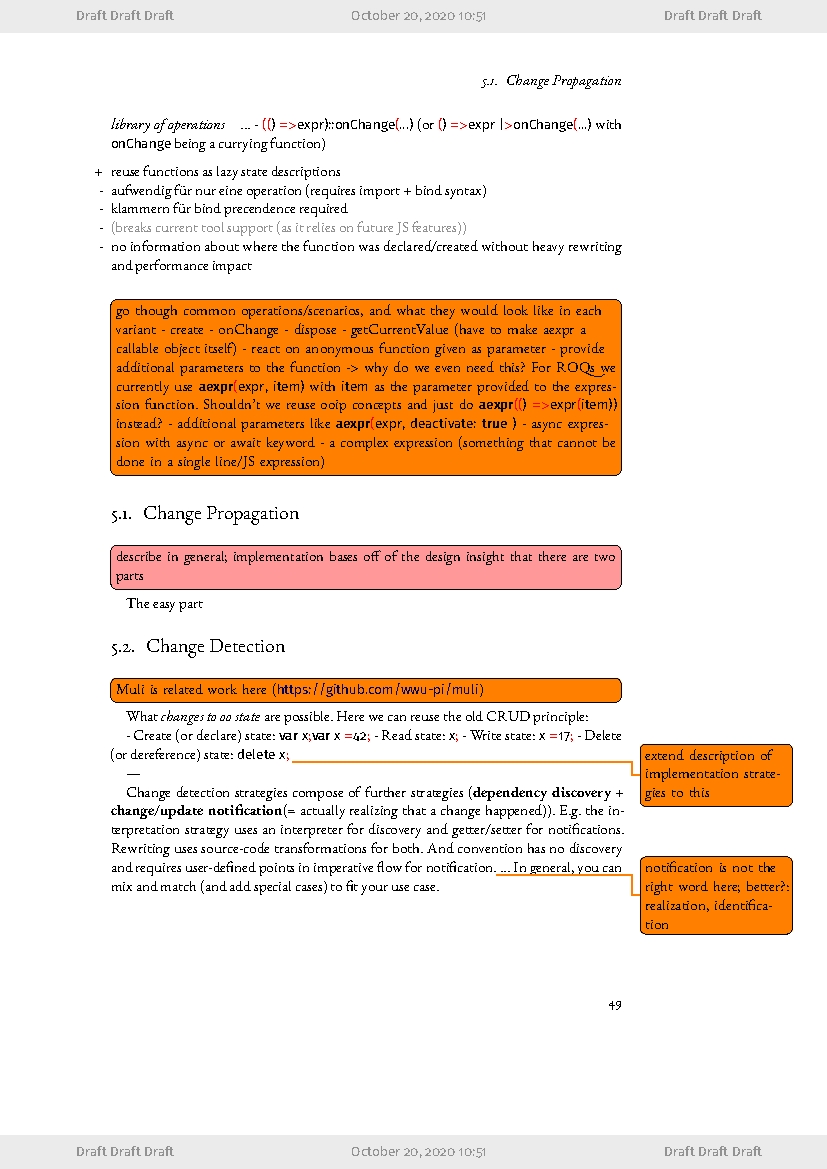 Draft Draft Draft October 20, 2020 10:51 Draft Draft Draft
5.1. Change Propagation
library of operations ... - (() =>expr)::onChange(...) (or () =>expr |>onChange(...) with
onChange being a currying function)
+ reuse functions as lazy state descriptions
- aufwendig für nur eine operation (requires import + bind syntax)
- klammern für bind precendence required
- (breaks current tool support (as it relies on future JS features))
- no information about where the function was declared/created without heavy rewriting
and performance impact
go though common operations/scenarios, and what they would look like in each
variant - create - onChange - dispose - getCurrentValue (have to make aexpr a
callable object itself) - react on anonymous function given as parameter - provide
additional parameters to the function -> why do we even need this? For ROQs we
currently use aexpr(expr, item) with item as the parameter provided to the expres-
sion function. Shouldn't we reuse ooip concepts and just do aexpr(() =>expr(item))
instead? - additional parameters like aexpr(expr, deactivate: true ) - async expres-
sion with async or await keyword - a complex expression (something that cannot be
done in a single line/JS expression)
5.1. Change Propagation
describe in general; implementation bases off of the design insight that there are two
parts
The easy part
5.2. Change Detection
Muli is related work here (https://github.com/wwu-pi/muli)
What changes to oo state are possible. Here we can reuse the old CRUD principle:
- Create (or declare) state: var x;var x =42; - Read state: x; - Write state: x =17; - Delete
(or dereference) state: delete x;
extend description of
implementation strate-
gies to this
—
Change detection strategies compose of further strategies (dependency discovery +
change/update notification(= actually realizing that a change happened)). E.g. the in-
terpretation strategy uses an interpreter for discovery and getter/setter for notifications.
Rewriting uses source-code transformations for both. And convention has no discovery
and requires user-defined points in imperative flow for notification. ... In general, you can
mix and match (and add special cases) to fit your use case.
notification is not the
right word here; better?:
realization, identifica-
tion
49
Draft Draft Draft October 20, 2020 10:51 Draft Draft Draft